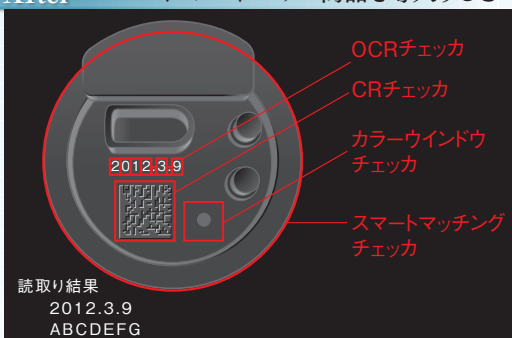 After
OCRチェッカ
CRチェッカ
カラーウインドウ
チェッカ
2012.3.9
スマートマッチング
チェッカ
読取り結果
2012.3.9
ABCDEFG